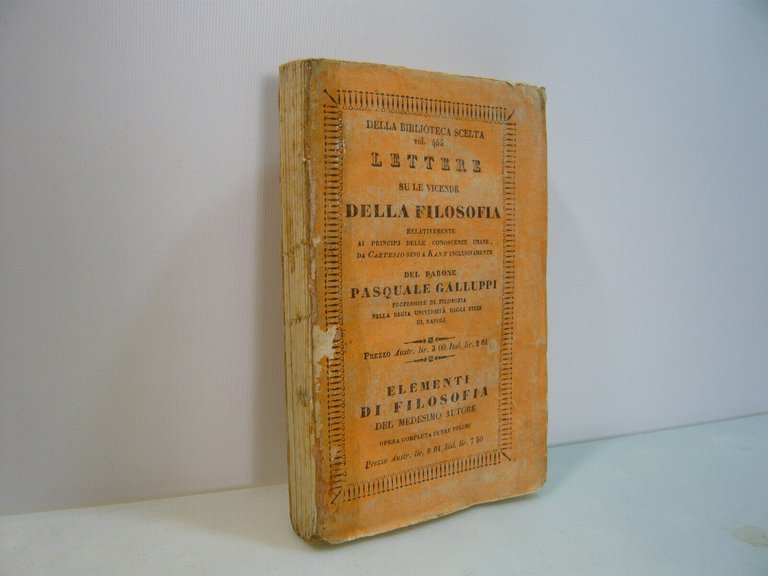 DELLA BIBLIOTECA SCELTA
vol. 465
LETTERE
SU LE VICENDE
DELLA FILOSOFIA
RELATIVAMENTE
AI PRINCIPJ DELLE CONOSCENZE UMANE,
DA CARTESIO SINO A KANT INCLUSIVAMENTE
DEL BARONE
PASQUALE GALLUPPI
PROFESSORE DI FILOSOFIA
NELLA REGIA UNIVERSITÀ DEGLI STUDI
DI NAPOLI
Prezzo Austr. lir. 3 00 Ital. lir. 2 61
ELEMENTI
DI FILOSOFIA
DEL MEDESIMO AUTORE
OPERA COMPLETA IN TRE VOLUMI
Prezzo Austr. lir. 8 64 Ital. lir. 7 50